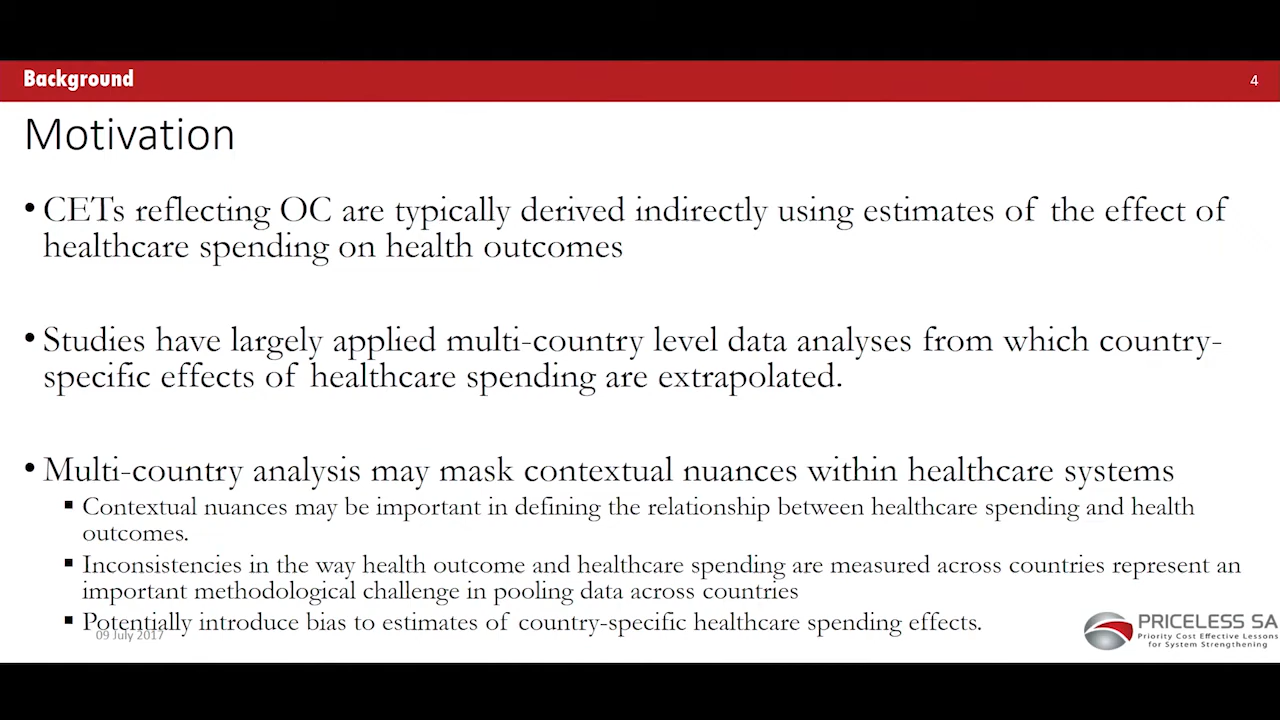 Background
4
Motivation
• CETs reflecting OC are typically derived indirectly using estimates of the effect of
healthcare spending on health outcomes
• Studies have largely applied multi-country level data analyses from which country-
specific effects of healthcare spending are extrapolated.
• Multi-country analysis may mask contextual nuances within healthcare systems
▪ Contextual nuances may be important in defining the relationship between healthcare spending and health
outcomes.
▪ Inconsistencies in the way health outcome and healthcare spending are measured across countries represent an
important methodological challenge in pooling data across countries
▪ Potentially introduce bias to estimates of country-specific healthcare spending effects.
09 July 2017
PRICELESS SA
Priority Cost Effective Lessons
for System Strengthening